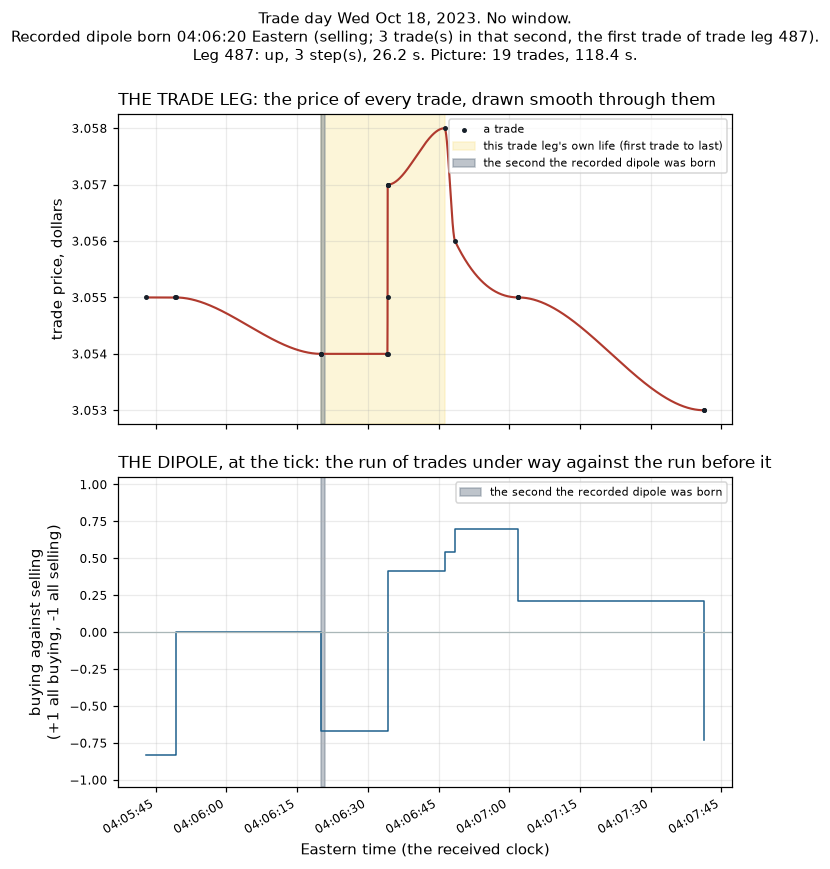 Trade day Wed Oct 18, 2023. No window.
Recorded dipole born 04:06:20 Eastern (selling; 3 trade(s) in that second, the first trade of trade leg 487).
Leg 487: up, 3 step(s), 26.2 s. Picture: 19 trades, 118.4 s.
THE TRADE LEG: the price of every trade, drawn smooth through them
a trade
this trade leg's own life (first trade to last)
the second the recorded dipole was born
3.058
3.057
3.056
3.055
3.054
3.053
trade price, dollars
THE DIPOLE, at the tick: the run of trades under way against the run before it
the second the recorded dipole was born
1.00
0.75
0.50
0.25
0.00
−0.25
−0.50
−0.75
−1.00
buying against selling
(+1 all buying, -1 all selling)
04:05:45
04:06:00
04:06:15
04:06:30
04:06:45
04:07:00
04:07:15
04:07:30
04:07:45
Eastern time (the received clock)